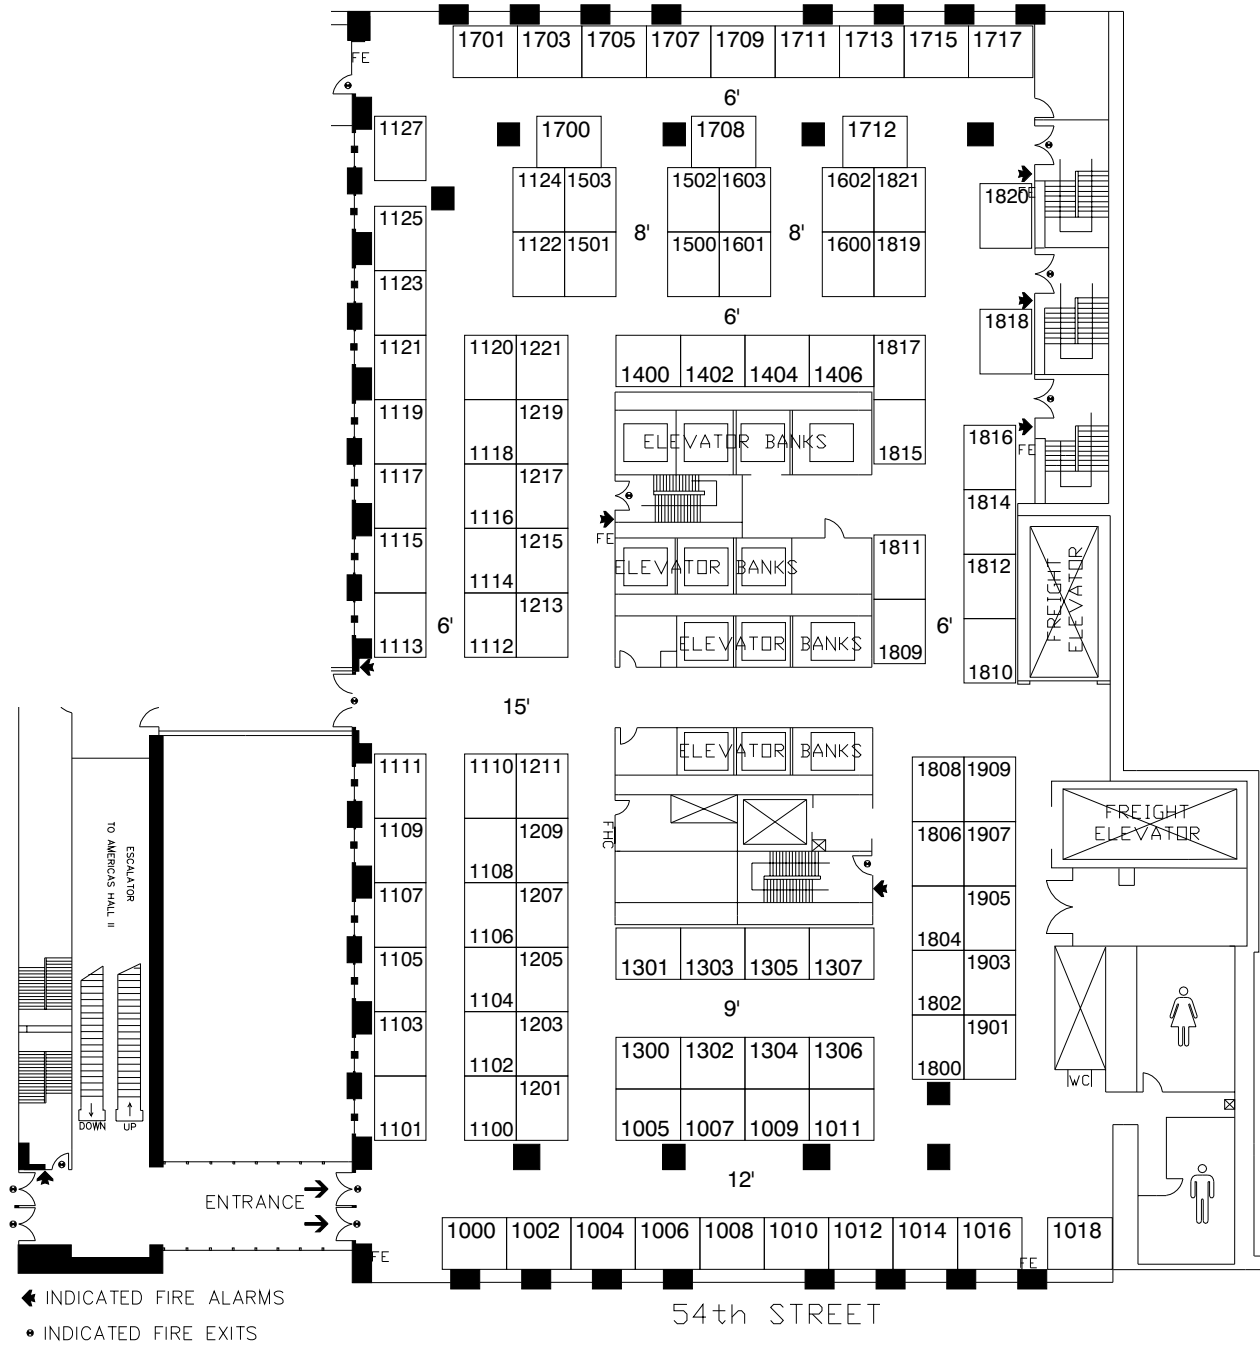 1701 1703 1705 1707 1709 1711 1713 1715 1717
FE
6'
1127 1700 1708 1712
1124 1503 1502 1603 1602 1821
1820
FE
1125
8' 8'
1122 1501 1500 1601 1600 1819
1123
6'
1818
1121 1120 1221 1817
1400 1402 1404 1406
1119 1219
1816
ELEVATOR BANKS
1118 1815
FE
1117 1217
1814
1116
FE
1115 1215 1811
1114
ELEVATOR BANKS
1812
FREIGHT
ELEVATOR
1213
6' 6'
1113 1112 1809
ELEVATOR BANKS
1810
15'
ELEVATOR BANKS
1111 1110 1211 1808 1909
FREIGHT
ELEVATOR
1109 1209 1806 1907
FHC
ESCALATOR
TO AMERICAS HALL II
1108
1107 1207 1905
1106 1804
1105 1205 1903
1301 1303 1305 1307
1104 1802
9'
1103 1203 1901
1300 1302 1304 1306
1102 1800
WC
1201
DOWN UP
1101 1100 1005 1007 1009 1011
12'
ENTRANCE
1000 1002 1004 1006 1008 1010 1012 1014 1016 1018
FE FE
INDICATED FIRE ALARMS
54th STREET
INDICATED FIRE EXITS